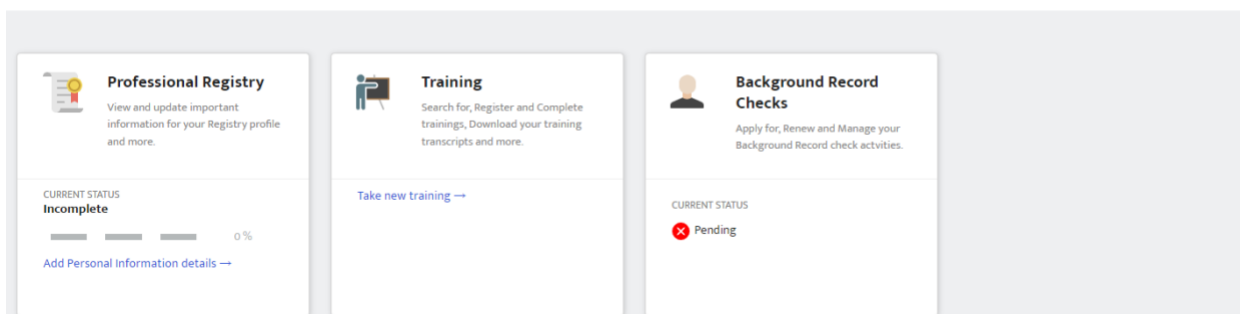 Professional Registry
View and update important
information for your Registry profile
and more.
CURRENT STATUS
Incomplete
0%
Add Personal Information details →
Training
Search for, Register and Complete
trainings, Download your training
transcripts and more.
Take new training →
Background Record
Checks
Apply for, Renew and Manage your
Background Record check actvities.
CURRENT STATUS
Pending